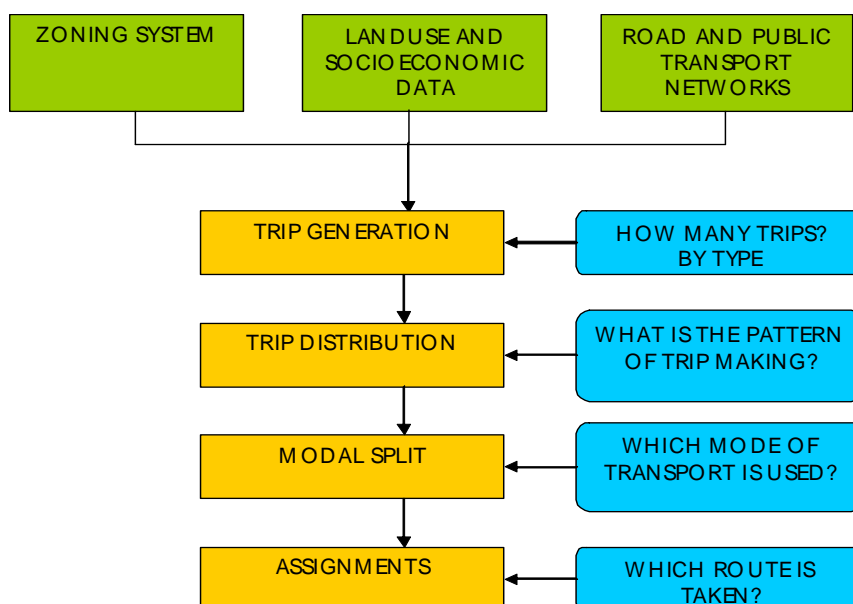 ZONING SYSTEM
LANDUSE AND
SOCIOECONOMIC
DATA
ROAD AND PUBLIC
TRANSPORT
NETWORKS
TRIP GENERATION
HOW MANY TRIPS?
BY TYPE
TRIP DISTRIBUTION
WHAT IS THE PATTERN
OF TRIP MAKING?
MODAL SPLIT
WHICH MODE OF
TRANSPORT IS USED?
ASSIGNMENTS
WHICH ROUTE IS
TAKEN?